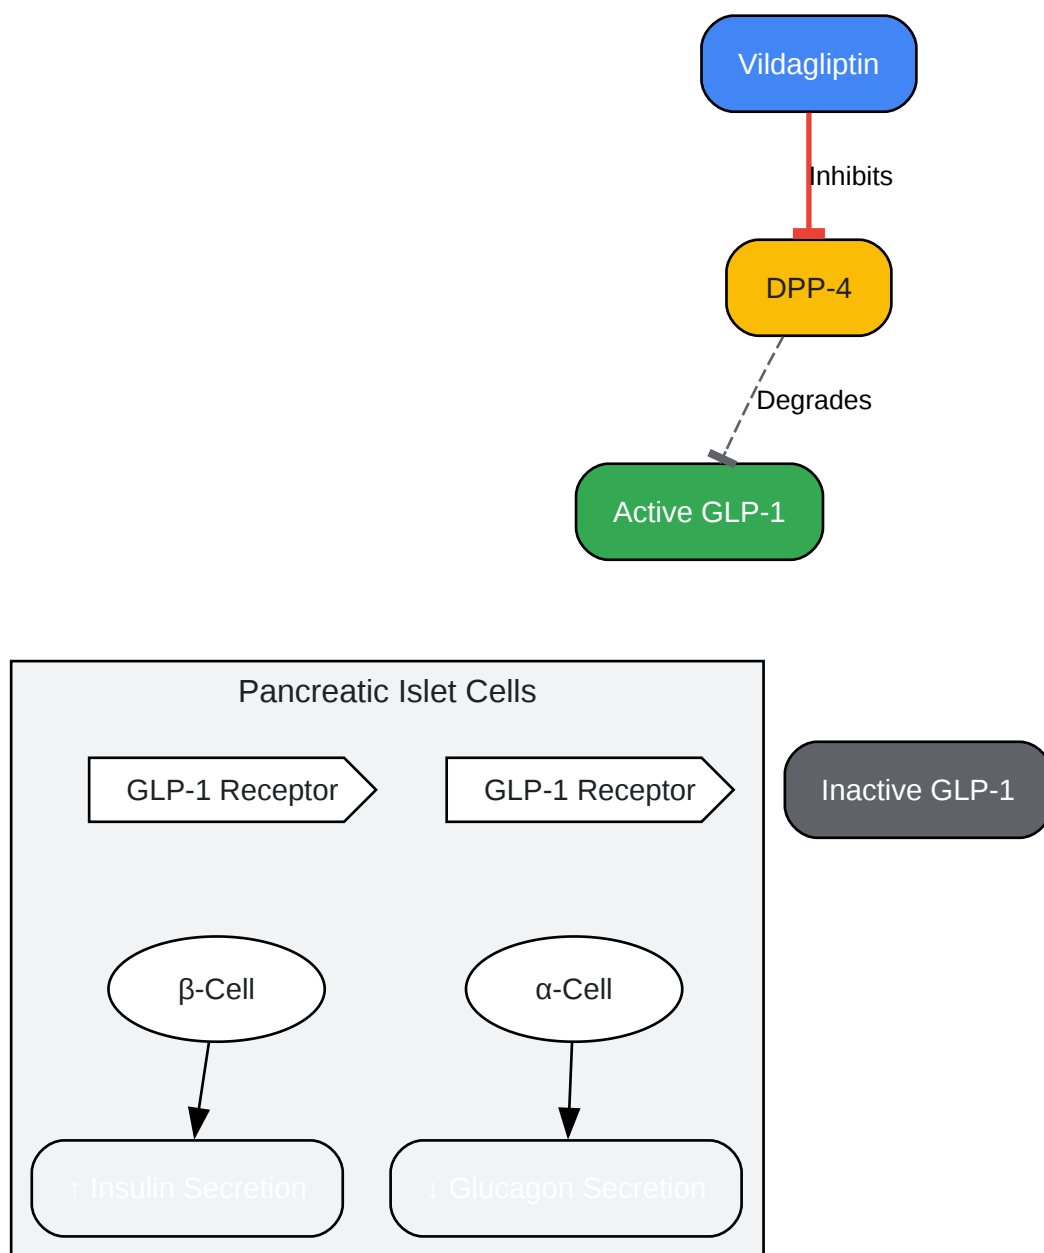 Vildagliptin
Inhibits
DPP-4
Degrades
Active GLP-1
Pancreatic Islet Cells
GLP-1 Receptor
GLP-1 Receptor
Inactive GLP-1
β-Cell
α-Cell
↑ Insulin Secretion
↓ Glucagon Secretion